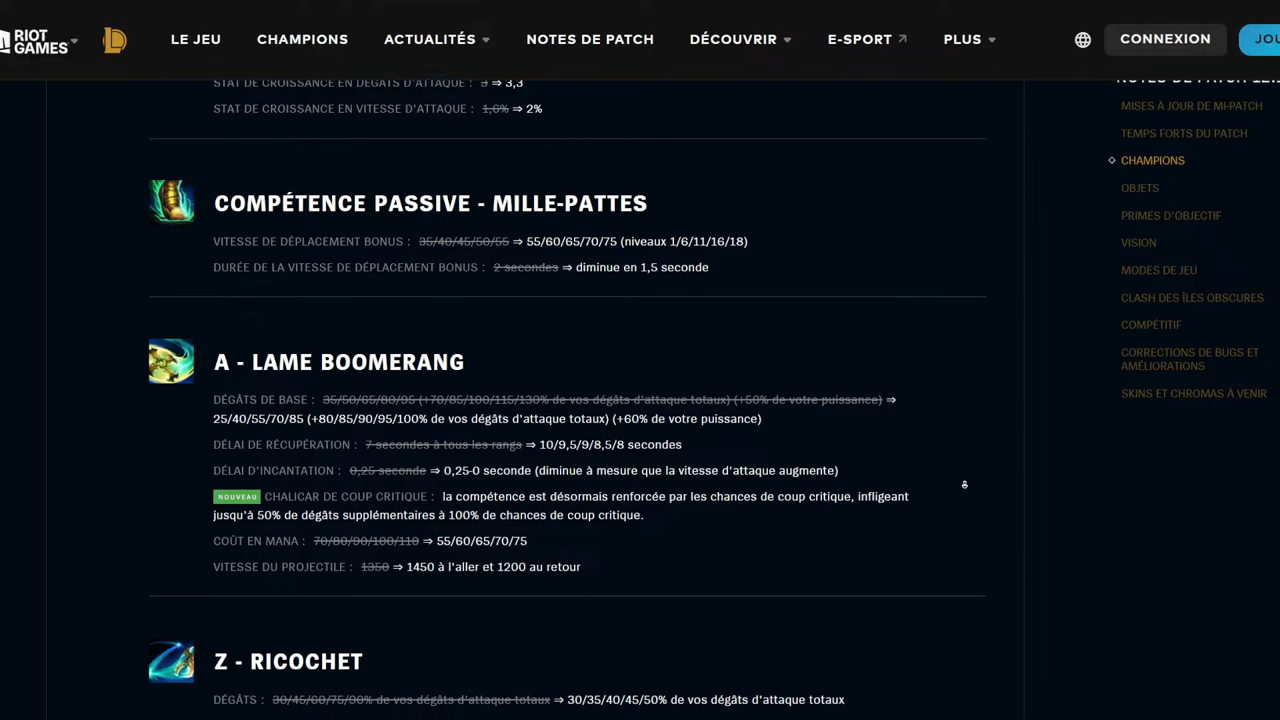 RIOT GAMES
LE JEU
CHAMPIONS
ACTUALITÉS
NOTES DE PATCH
DÉCOUVRIR
E-SPORT
PLUS
CONNEXION
STAT DE CROISSANCE EN DÉGÂTS D'ATTAQUE : 3 ⇒ 3,3
STAT DE CROISSANCE EN VITESSE D'ATTAQUE : 1,6% ⇒ 2%
COMPÉTENCE PASSIVE - MILLE-PATTES
VITESSE DE DÉPLACEMENT BONUS : 35/40/45/50/55 ⇒ 55/60/65/70/75 (niveaux 1/6/11/16/18)
DURÉE DE LA VITESSE DE DÉPLACEMENT BONUS : 2 secondes ⇒ diminue en 1,5 seconde
A - LAME BOOMERANG
DÉGÂTS DE BASE : 35/50/65/80/95 (+70/85/100/115/130% de vos dégâts d'attaque totaux) (+50% de votre puissance) ⇒
25/40/55/70/85 (+80/85/90/95/100% de vos dégâts d'attaque totaux) (+60% de votre puissance)
DÉLAI DE RÉCUPÉRATION : 7 secondes à tous les rangs ⇒ 10/9,5/9/8,5/8 secondes
DÉLAI D'INCANTATION : 0,25 seconde ⇒ 0,25-0 seconde (diminue à mesure que la vitesse d'attaque augmente)
NOUVEAU CHALICAR DE COUP CRITIQUE : la compétence est désormais renforcée par les chances de coup critique, infligeant
jusqu'à 50% de dégâts supplémentaires à 100% de chances de coup critique.
COÛT EN MANA : 70/80/90/100/110 ⇒ 55/60/65/70/75
VITESSE DU PROJECTILE : 1350 ⇒ 1450 à l'aller et 1200 au retour
Z - RICOCHET
DÉGÂTS : 30/45/60/75/90% de vos dégâts d'attaque totaux ⇒ 30/35/40/45/50% de vos dégâts d'attaque totaux
MISES À JOUR DE MI-PATCH
TEMPS FORTS DU PATCH
CHAMPIONS
OBJETS
PRIMES D'OBJECTIF
VISION
MODES DE JEU
CLASH DES ÎLES OBSCURES
COMPÉTITIF
CORRECTIONS DE BUGS ET
AMÉLIORATIONS
SKINS ET CHROMAS À VENIR